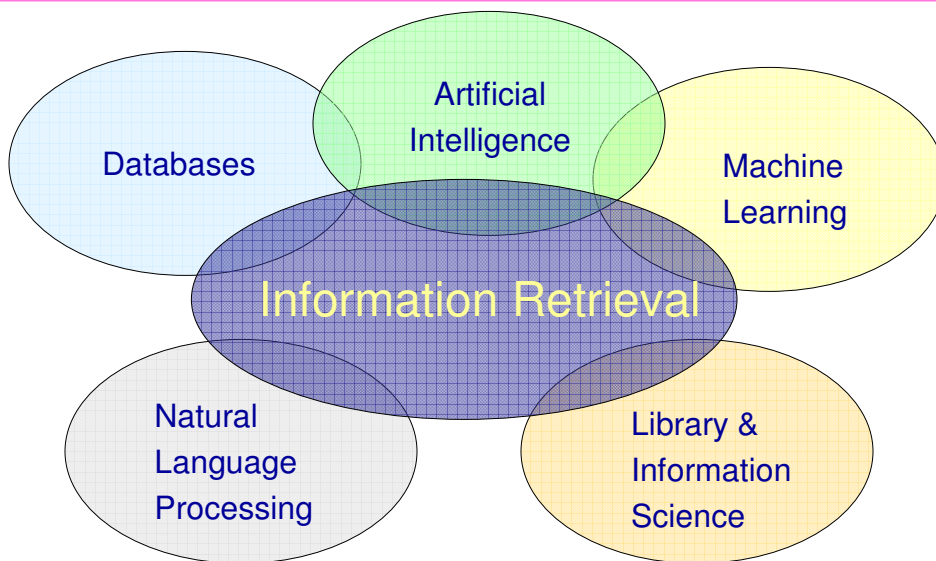 Artificial
Intelligence
Databases
Machine
Learning
Information Retrieval
Natural
Language
Processing
Library &
Information
Science